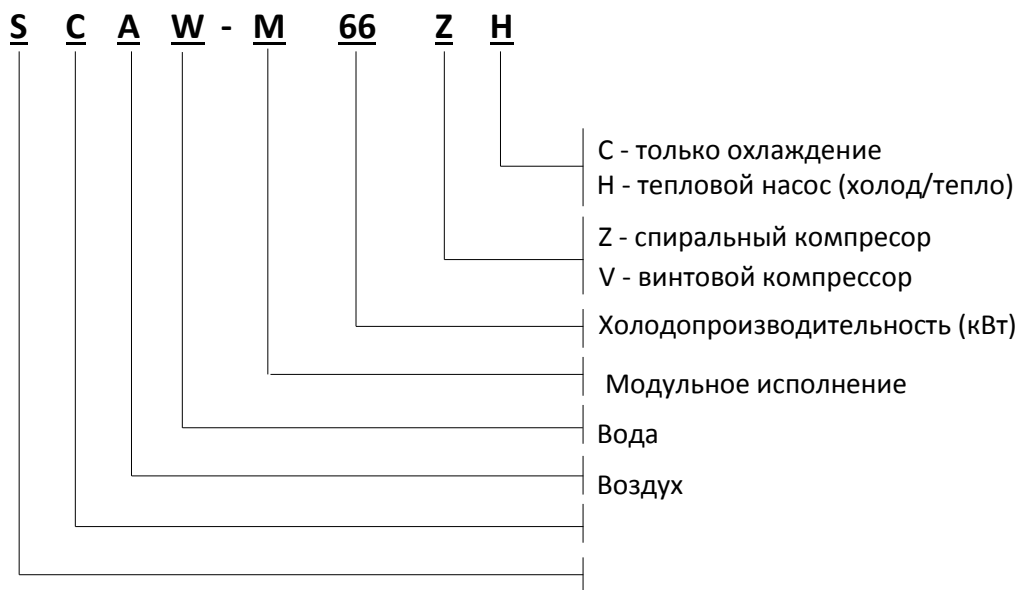 S C A W - M 66 Z H
C - только охлаждение
H - тепловой насос (холод/тепло)
Z - спиральный компресор
V - винтовой компрессор
Холодопроизводительность (кВт)
Модульное исполнение
Вода
Воздух